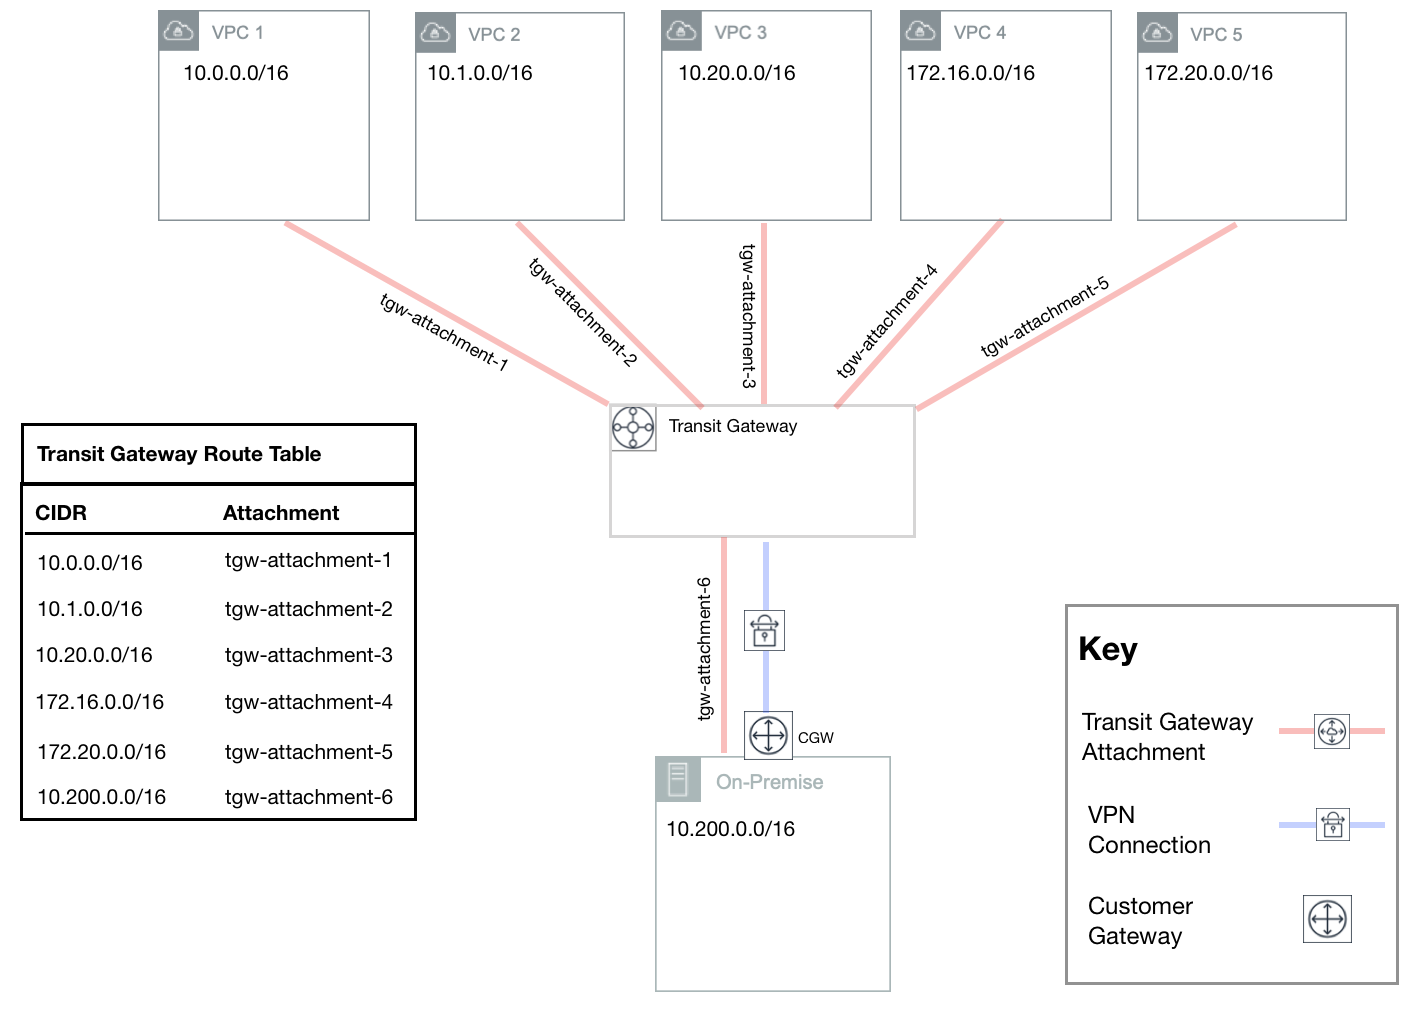 VPC 1
10.0.0.0/16
VPC 2
10.1.0.0/16
VPC 3
10.20.0.0/16
VPC 4
172.16.0.0/16
VPC 5
172.20.0.0/16
tgw-attachment-1
tgw-attachment-2
tgw-attachment-3
tgw-attachment-4
tgw-attachment-5
Transit Gateway
Transit Gateway Route Table
CIDR Attachment
10.0.0.0/16 tgw-attachment-1
10.1.0.0/16 tgw-attachment-2
10.20.0.0/16 tgw-attachment-3
172.16.0.0/16 tgw-attachment-4
172.20.0.0/16 tgw-attachment-5
10.200.0.0/16 tgw-attachment-6
tgw-attachment-6
CGW
On-Premise
10.200.0.0/16
Key
Transit Gateway
Attachment
VPN
Connection
Customer
Gateway